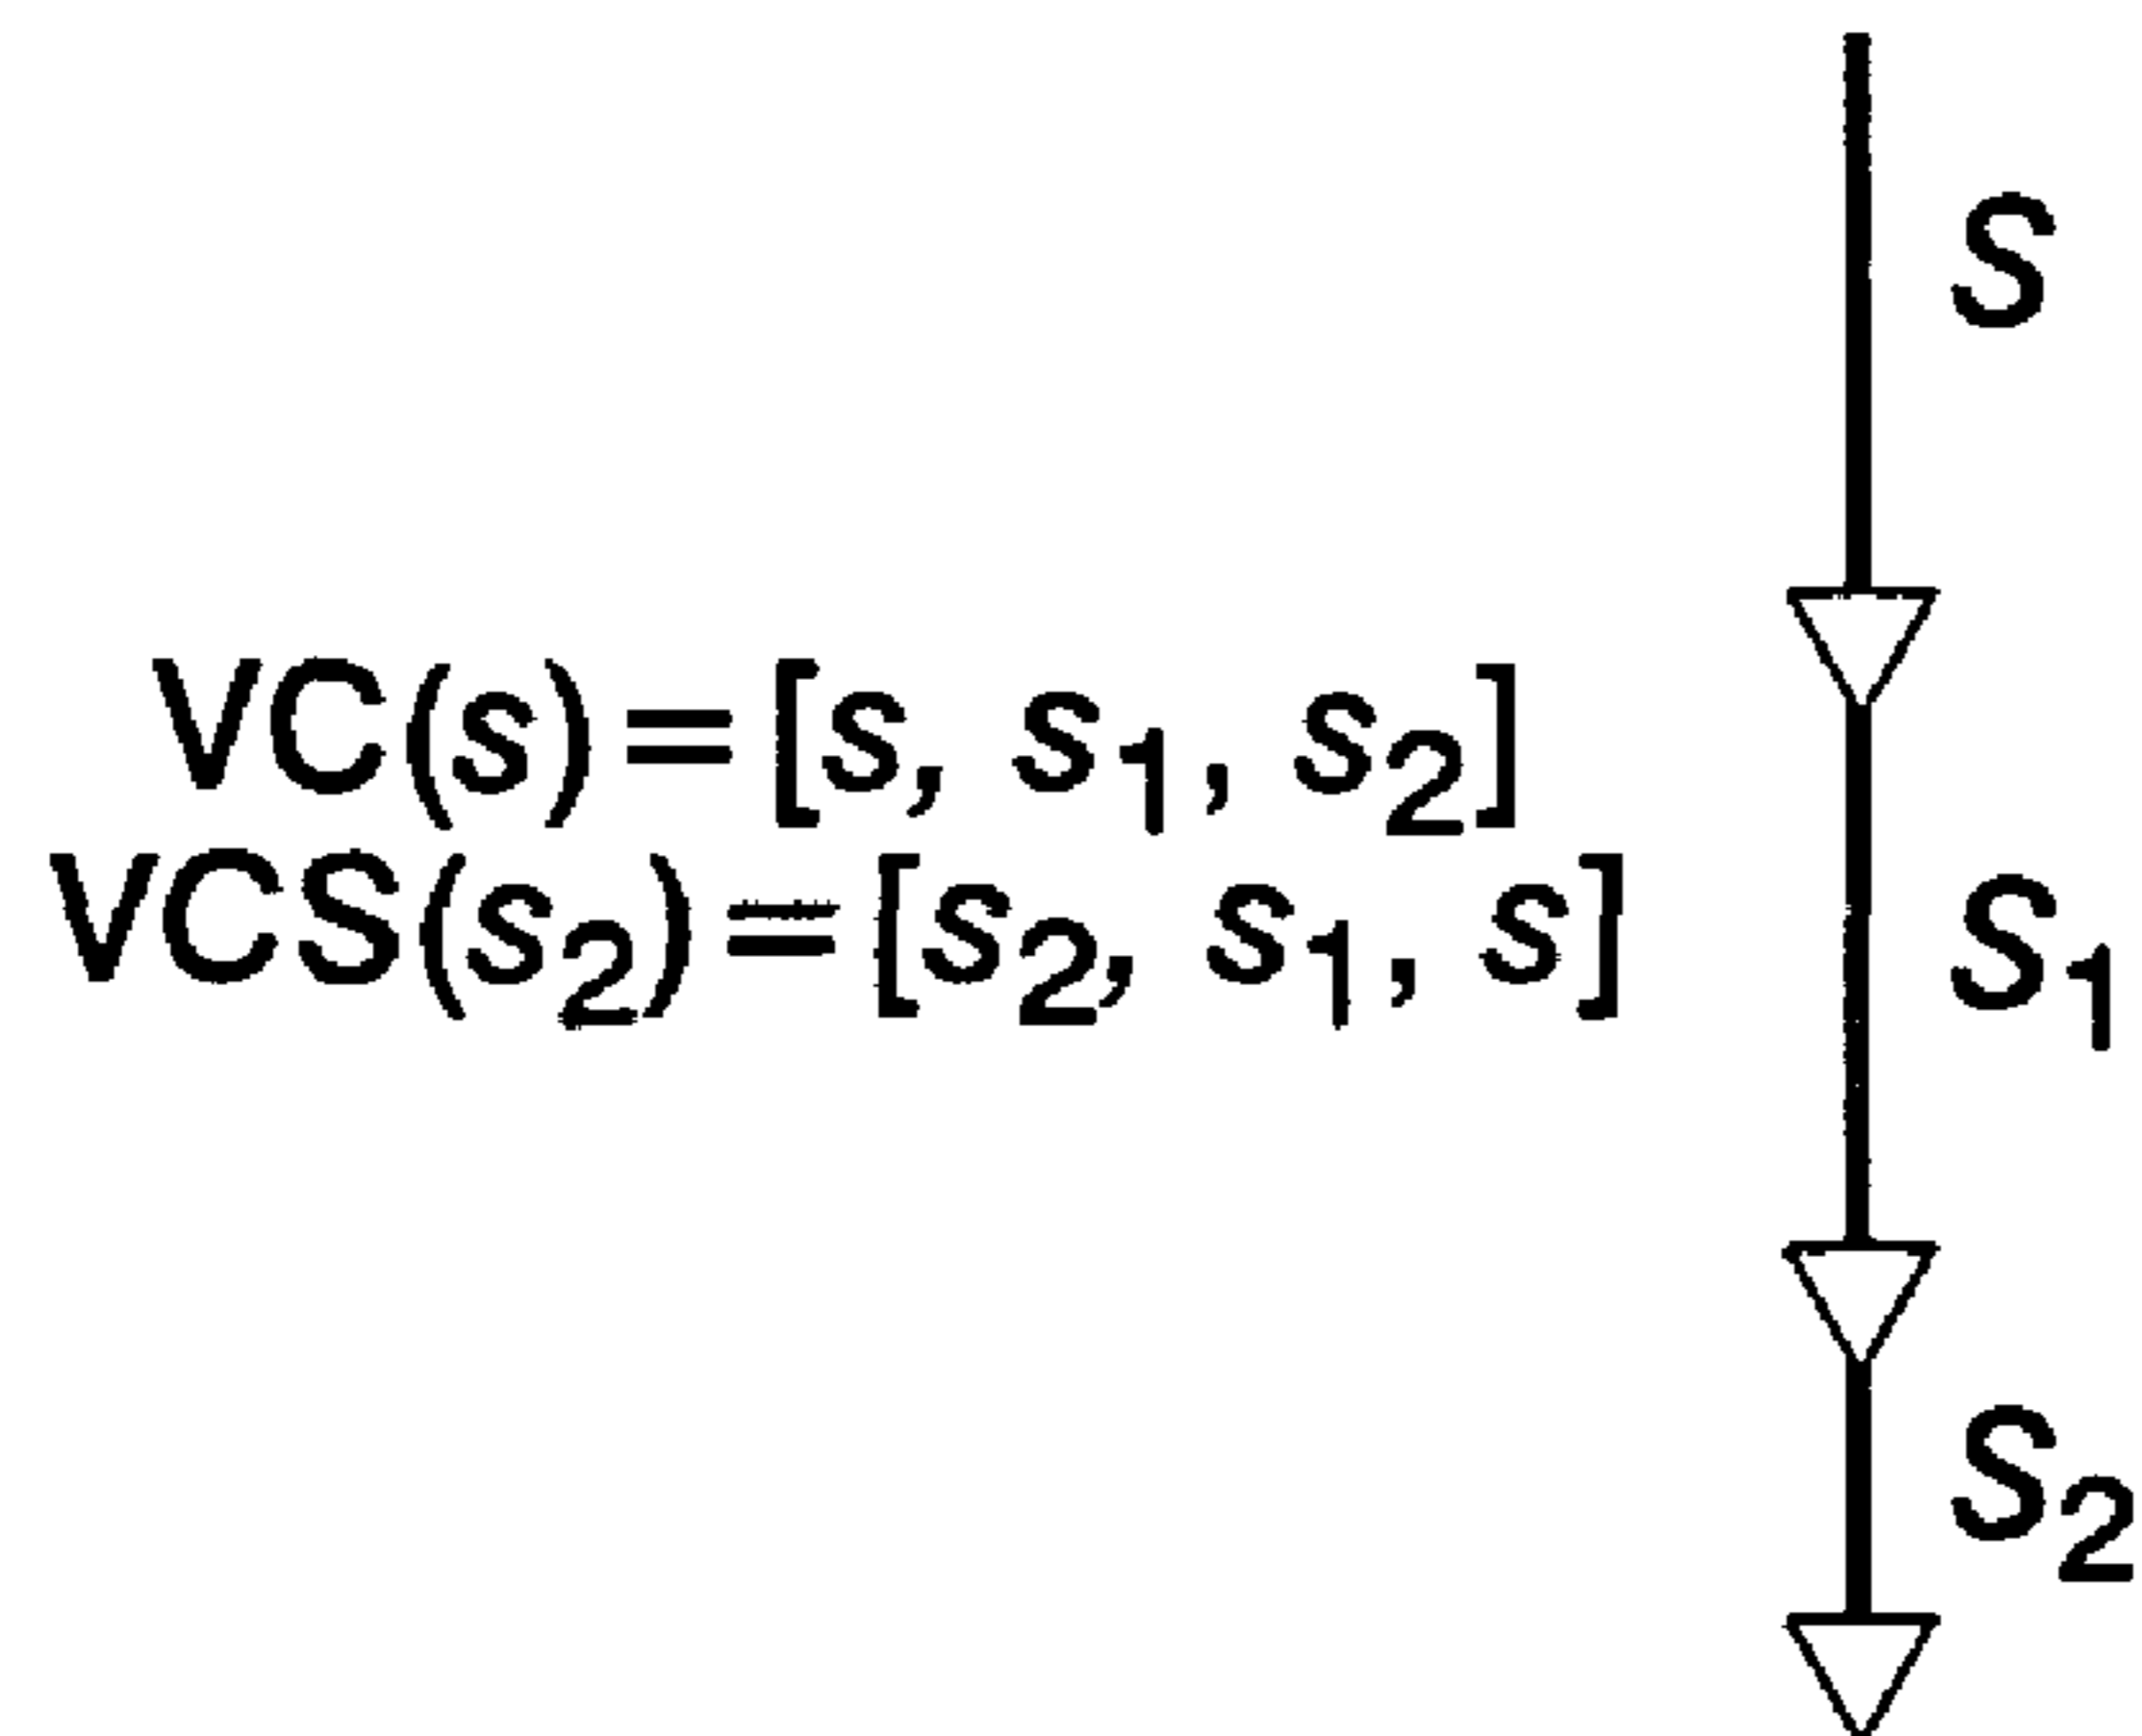 S
VC(s)=[s, s₁, s₂]
VCS(s₂)=[s₂, s₁, s]
S₁
S₂